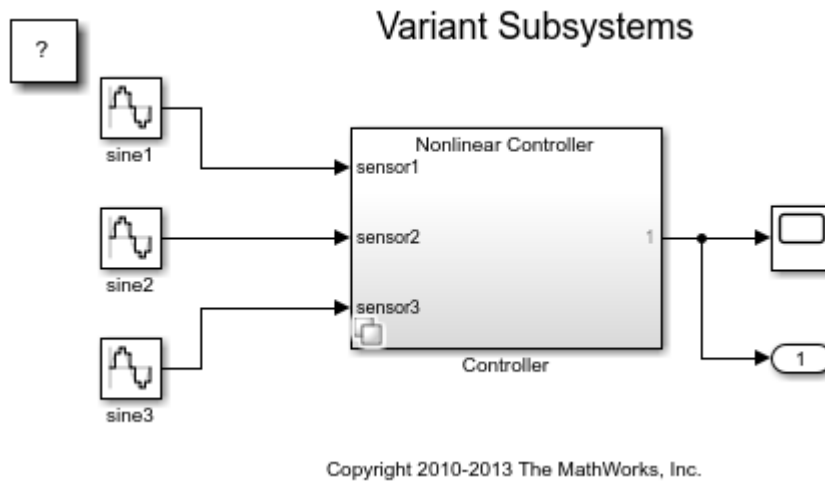 Variant Subsystems
?
sine1
Nonlinear Controller
sensor1
sine2
sensor2
1
sine3
sensor3
Controller
1
Copyright 2010-2013 The MathWorks, Inc.